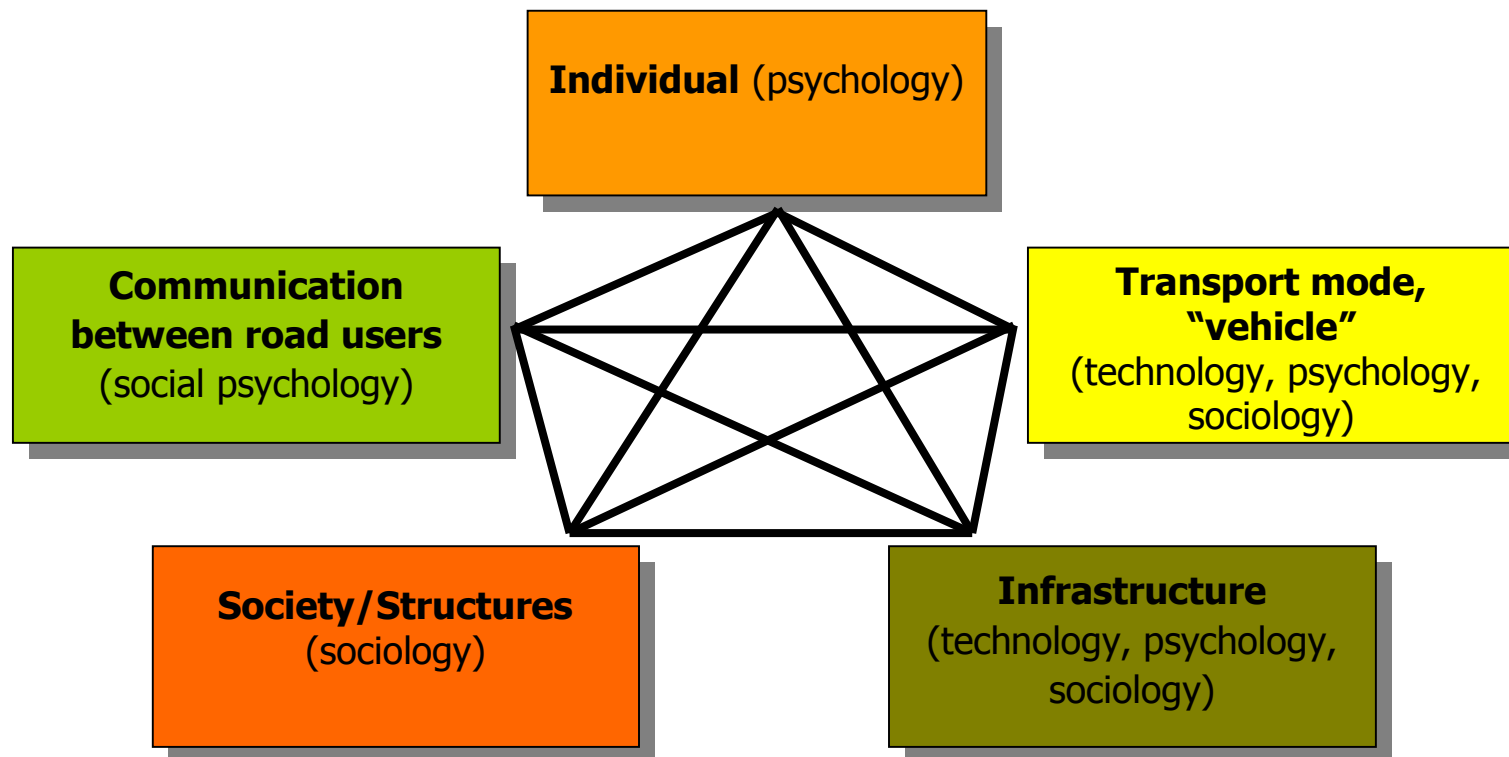 Individual (psychology)
Communication
between road users
(social psychology)
Transport mode,
“vehicle”
(technology, psychology,
sociology)
Society/Structures
(sociology)
Infrastructure
(technology, psychology,
sociology)